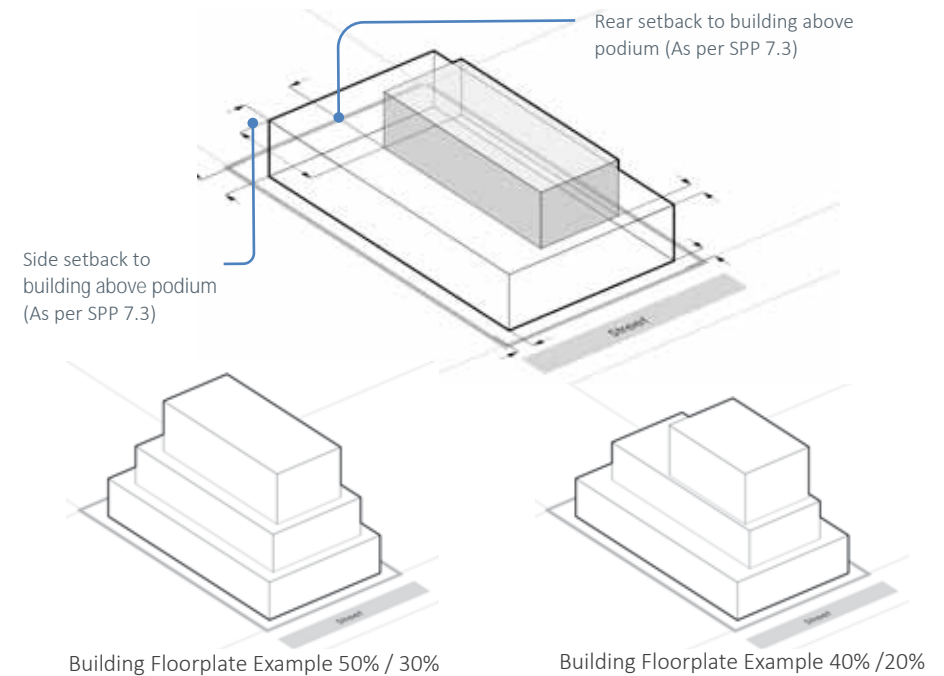 Rear setback to building above
podium (As per SPP 7.3)
Side setback to
building above podium
(As per SPP 7.3)
Street
Street
Street
Building Floorplate Example 50% / 30%
Building Floorplate Example 40% /20%